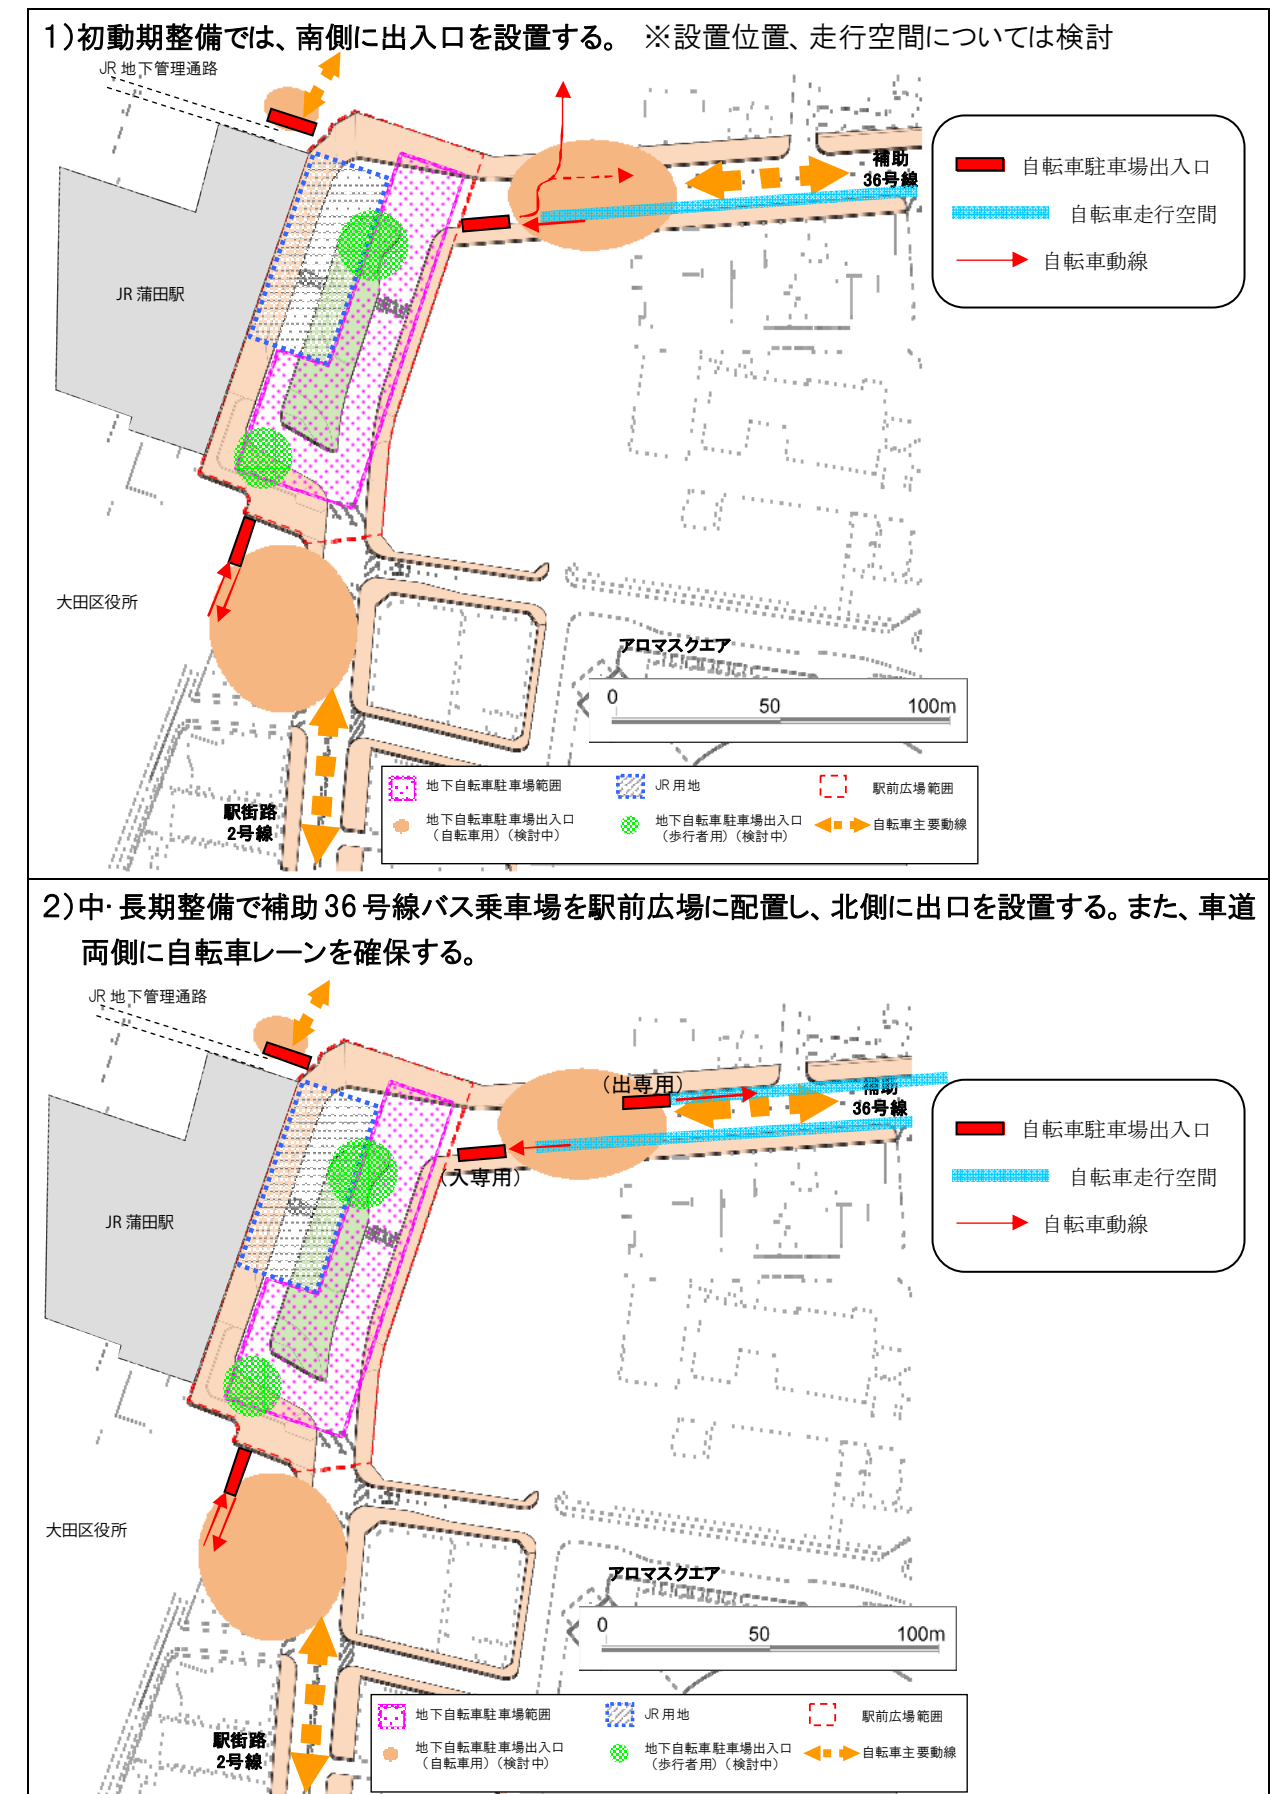 1)初動期整備では、南側に出入口を設置する。 ※設置位置、走行空間については検討
JR 地下管理通路
補助
36号線
自転車駐車場出入口
自転車走行空間
自転車動線
JR 蒲田駅
大田区役所
アロマスクエア
0 50 100m
駅街路
2号線
地下自転車駐車場範囲
JR 用地
駅前広場範囲
地下自転車駐車場出入口
(自転車用)(検討中)
地下自転車駐車場出入口
(歩行者用)(検討中)
自転車主要動線
2)中・長期整備で補助 36 号線バス乗車場を駅前広場に配置し、北側に出口を設置する。また、車道
両側に自転車レーンを確保する。
JR 地下管理通路
(出専用)
補助
36号線
(入専用)
自転車駐車場出入口
自転車走行空間
自転車動線
JR 蒲田駅
大田区役所
アロマスクエア
0 50 100m
駅街路
2号線
地下自転車駐車場範囲
JR 用地
駅前広場範囲
地下自転車駐車場出入口
(自転車用)(検討中)
地下自転車駐車場出入口
(歩行者用)(検討中)
自転車主要動線